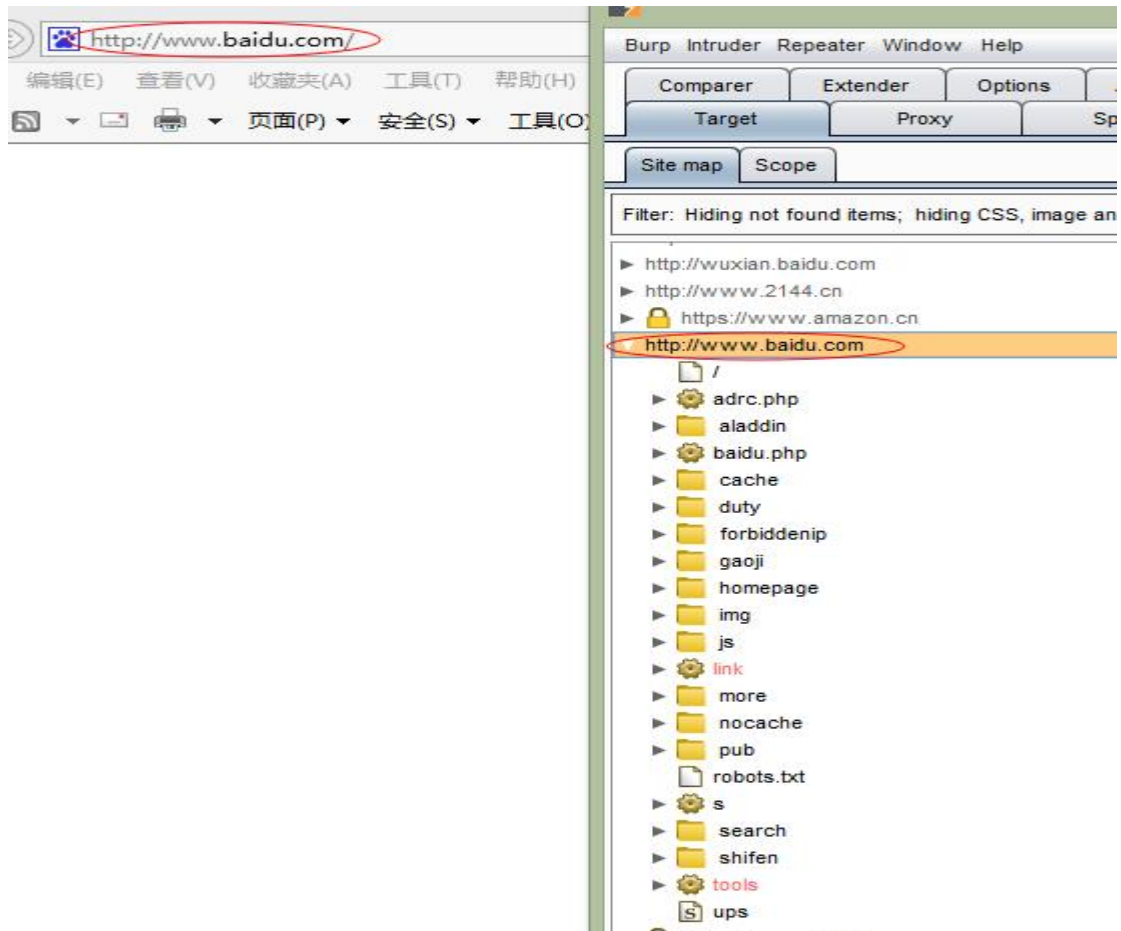 http://www.baidu.com/
编辑(E) 查看(V) 收藏夹(A) 工具(T) 帮助(H)
页面(P) 安全(S) 工具(O)
Burp Intruder Repeater Window Help
Comparer Extender Options
Target Proxy Sp
Site map Scope
Filter: Hiding not found items; hiding CSS, image an
http://wuxian.baidu.com
http://www.2144.cn
https://www.amazon.cn
http://www.baidu.com
/
adrc.php
aladdin
baidu.php
cache
duty
forbiddenip
gaoji
homepage
img
js
link
more
nocache
pub
robots.txt
s
search
shifen
tools
ups